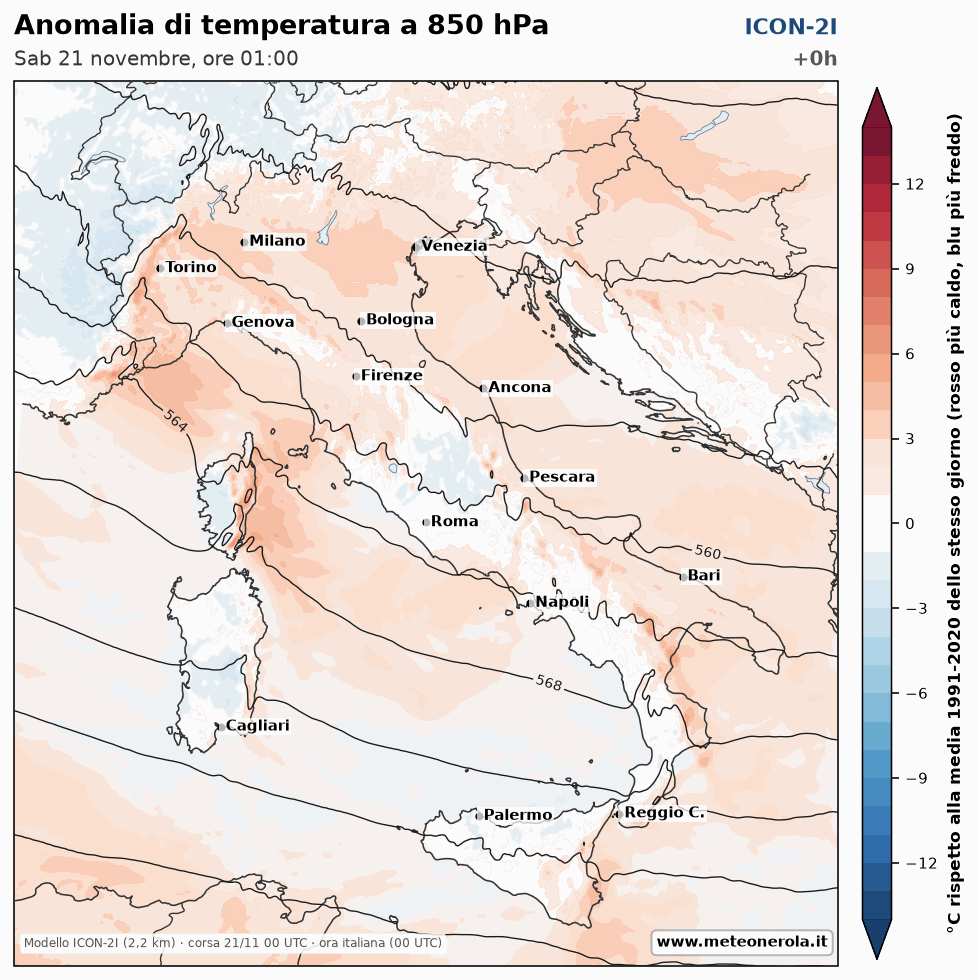 Anomalia di temperatura a 850 hPa
ICON-2I
Sab 21 novembre, ore 01:00
+0h
Milano
Venezia
Torino
Genova
Bologna
Firenze
Ancona
564
Pescara
Roma
560
Bari
Napoli
568
Cagliari
Palermo
Reggio C.
Modello ICON-2I (2,2 km) · corsa 21/11 00 UTC · ora italiana (00 UTC)
www.meteonerola.it
12
9
6
3
0
−3
−6
−9
−12
°C rispetto alla media 1991-2020 dello stesso giorno (rosso più caldo, blu più freddo)